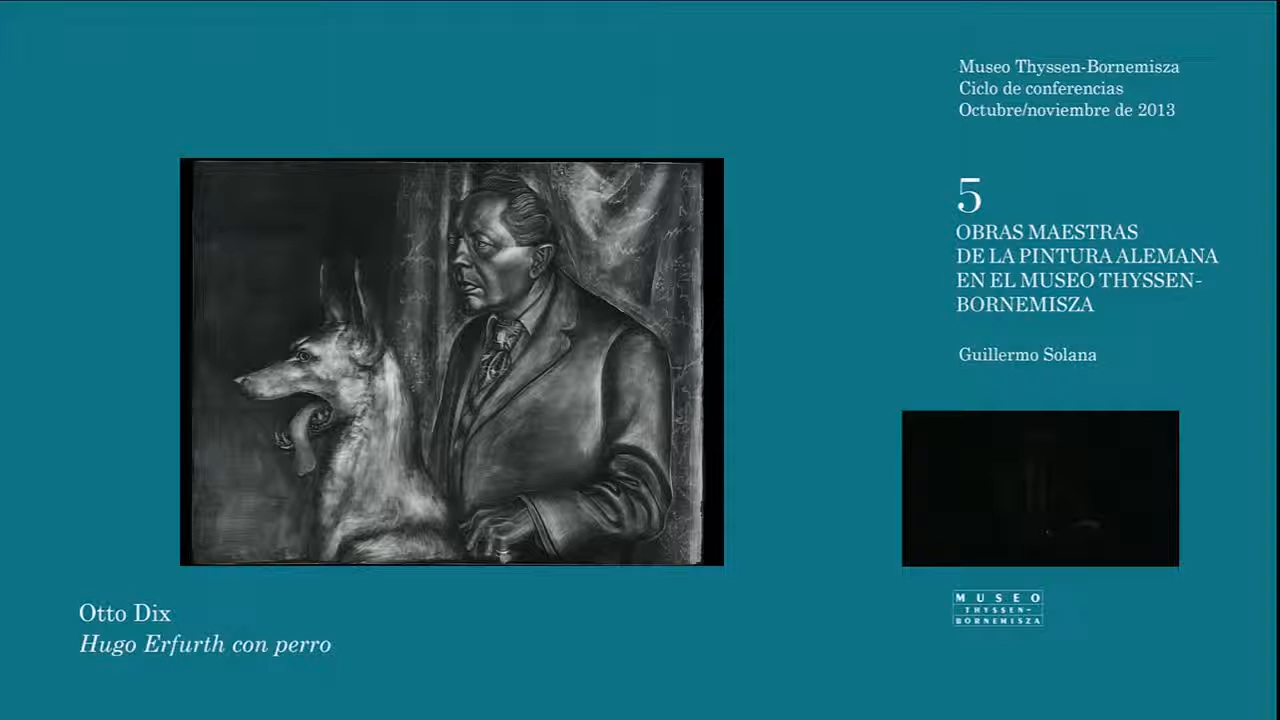 Museo Thyssen-Bornemisza
Ciclo de conferencias
Octubre/noviembre de 2013
5
OBRAS MAESTRAS
DE LA PINTURA ALEMANA
EN EL MUSEO THYSSEN-
BORNEMISZA
Guillermo Solana
MUSEO
THYSSEN-
BORNEMISZA
Otto Dix
Hugo Erfurth con perro